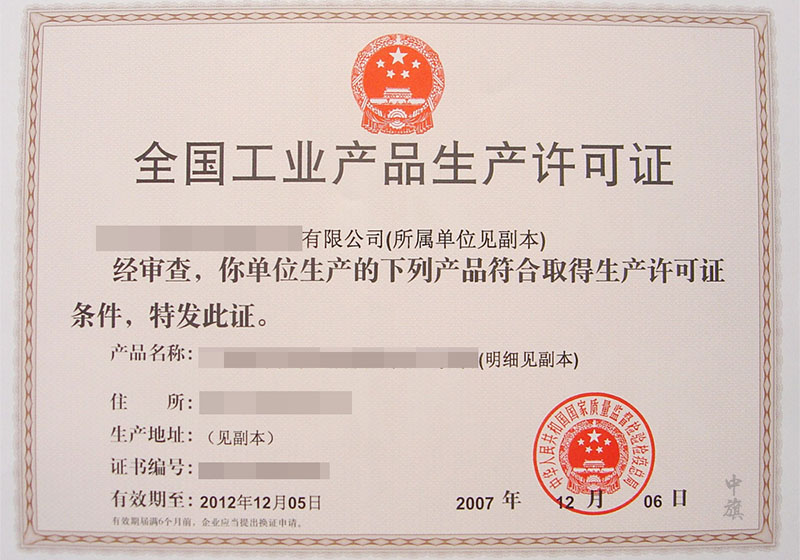 全国工业产品生产许可证
有限公司(所属单位见副本)
经审查，你单位生产的下列产品符合取得生产许可证
条件，特发此证。
产品名称：(明细见副本)
住 所：
生产地址：（见副本）
证书编号：
有效期至：2012年12月05日
2007 年 12 月 06 日
有效期届满6个月前，企业应当提出换证申请。
中华人民共和国国家质量监督检验检疫总局
中旗